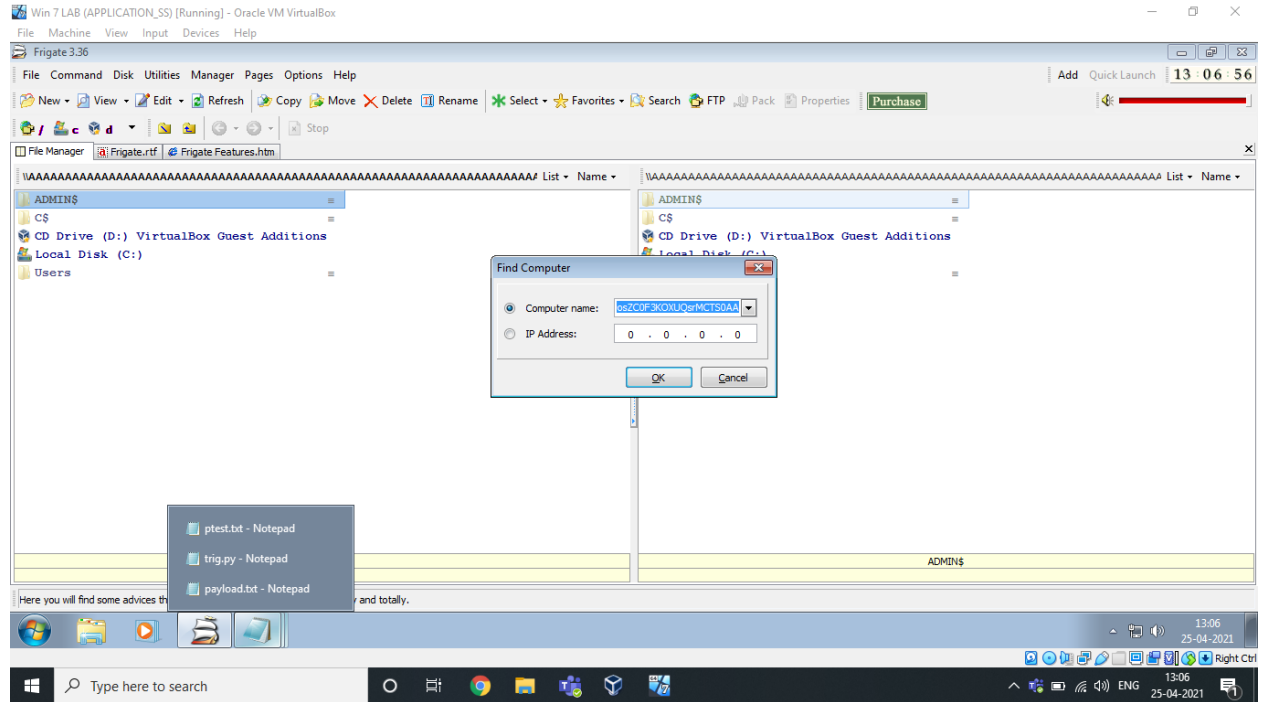 Win 7 LAB (APPLICATION_SS) [Running] - Oracle VM VirtualBox
File Machine View Input Devices Help
Frigate 3.36
File Command Disk Utilities Manager Pages Options Help Add Quick Launch 13:06:56
New View Edit Refresh Copy Move Delete Rename Select Favorites Search FTP Pack Properties Purchase
/ c d Stop
File Manager Frigate.rtf Frigate Features.htm
List Name List Name
ADMIN$ ADMIN$
C$ C$
CD Drive (D:) VirtualBox Guest Additions CD Drive (D:) VirtualBox Guest Additions
Local Disk (C:) Local Disk (C:)
Users
Find Computer
Computer name: osZC0F3KOXUQsrMCTS0AA
IP Address: 0 . 0 . 0 . 0
OK Cancel
ptest.txt - Notepad
trig.py - Notepad
payload.txt - Notepad
ADMIN$
Here you will find some advices th y and totally.
13:06
25-04-2021
Right Ctrl
Type here to search ENG 13:06
25-04-2021